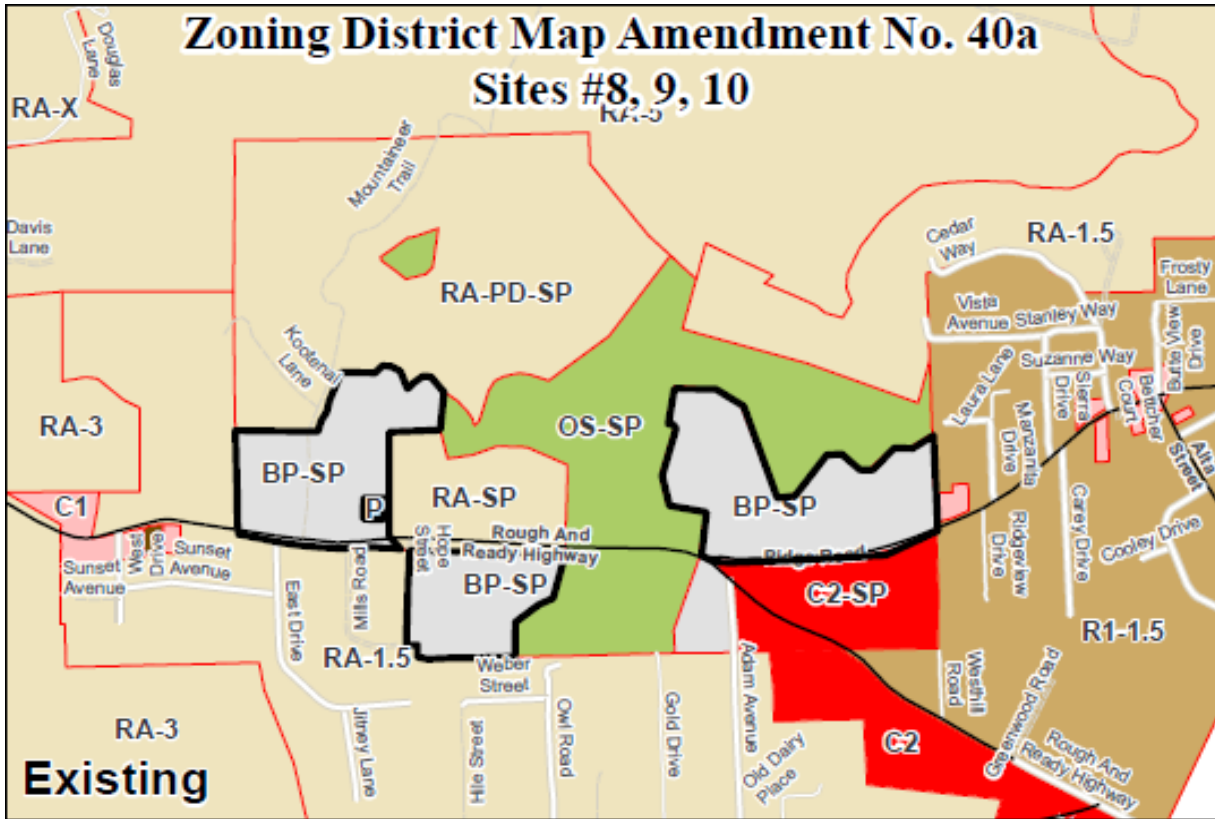 Zoning District Map Amendment No. 40a
Sites #8, 9, 10
Douglas
Lane
RA-X
RA-5
Mountaineer
Trail
Davis
Lane
Cedar
Way
RA-1.5
Frosty
Lane
RA-PD-SP
Vista
Avenue
Stanley Way
Butte View
Drive
Kootenai
Lane
Suzanne Way
Laura Lane
Sierra
Drive
Bettcher
Court
RA-3
OS-SP
Manzanita
Drive
Alta
Street
BP-SP
RA-SP
BP-SP
C1
P
Hope
Street
Rough And
Ready Highway
Ridge Road
Ridgeview
Drive
Carey Drive
Cooley Drive
West
Drive
Sunset
Avenue
Sunset
Avenue
Mills Road
East Drive
BP-SP
C2-SP
R1-1.5
RA-1.5
Weber
Street
Adam Avenue
Westhill
Road
Greenwood Road
RA-3
Jitney Lane
Hile Street
Owl Road
Gold Drive
Old Dairy
Place
C2
Rough And
Ready Highway
Existing